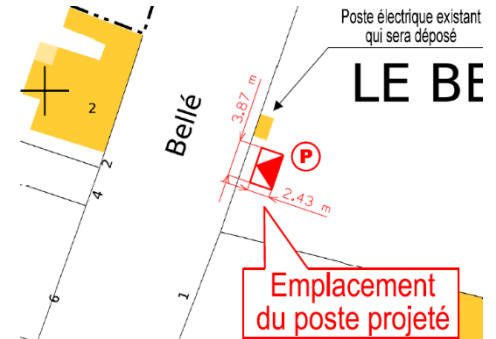 Poste électrique existant
qui sera déposé
LE BE
2
Bellé
3.87 m
P
2
4
2.43 m
6
1
Emplacement
du poste projeté